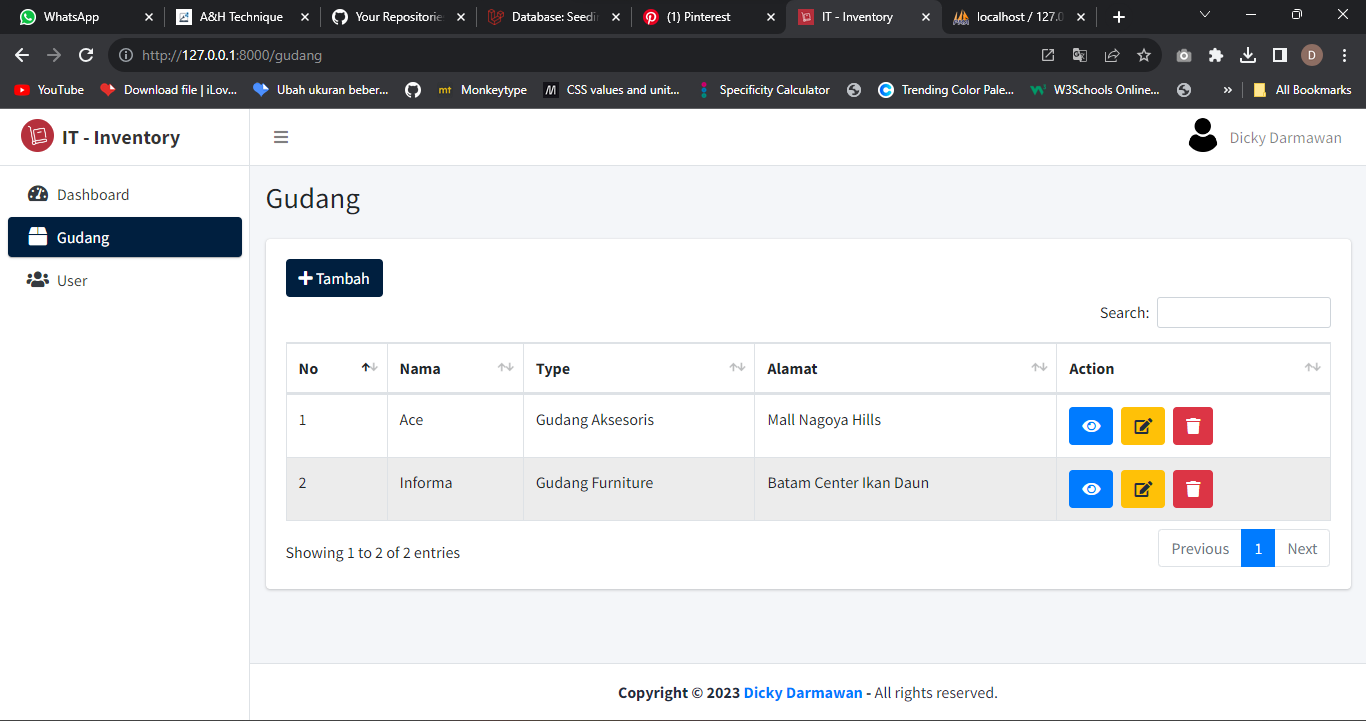 WhatsApp
A&H Technique
Your Repositorie
Database: Seedin
(1) Pinterest
IT - Inventory
localhost / 127.0
http://127.0.0.1:8000/gudang
D
YouTube
Download file | iLov...
Ubah ukuran beber...
mt Monkeytype
CSS values and unit...
Specificity Calculator
Trending Color Pale...
W3Schools Online...
» All Bookmarks
IT - Inventory
Dicky Darmawan
Dashboard
Gudang
User
Gudang
Tambah
Search:
No Nama Type Alamat Action
1 Ace Gudang Aksesoris Mall Nagoya Hills
2 Informa Gudang Furniture Batam Center Ikan Daun
Showing 1 to 2 of 2 entries
Previous 1 Next
Copyright © 2023 Dicky Darmawan - All rights reserved.